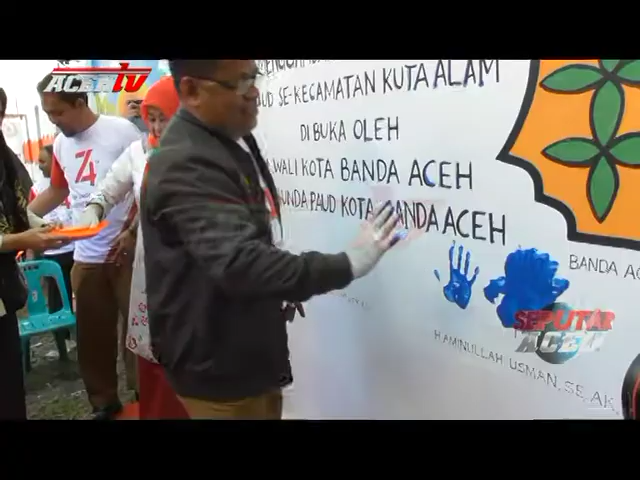 ACEH TV
SE-KECAMATAN KUTA ALAM
DI BUKA OLEH
WALI KOTA BANDA ACEH
BUNDA PAUD KOTA BANDA ACEH
74
BANDA AC
SEPUTAR
ACEH
HAMINULLAH USMAN, SE, AK,